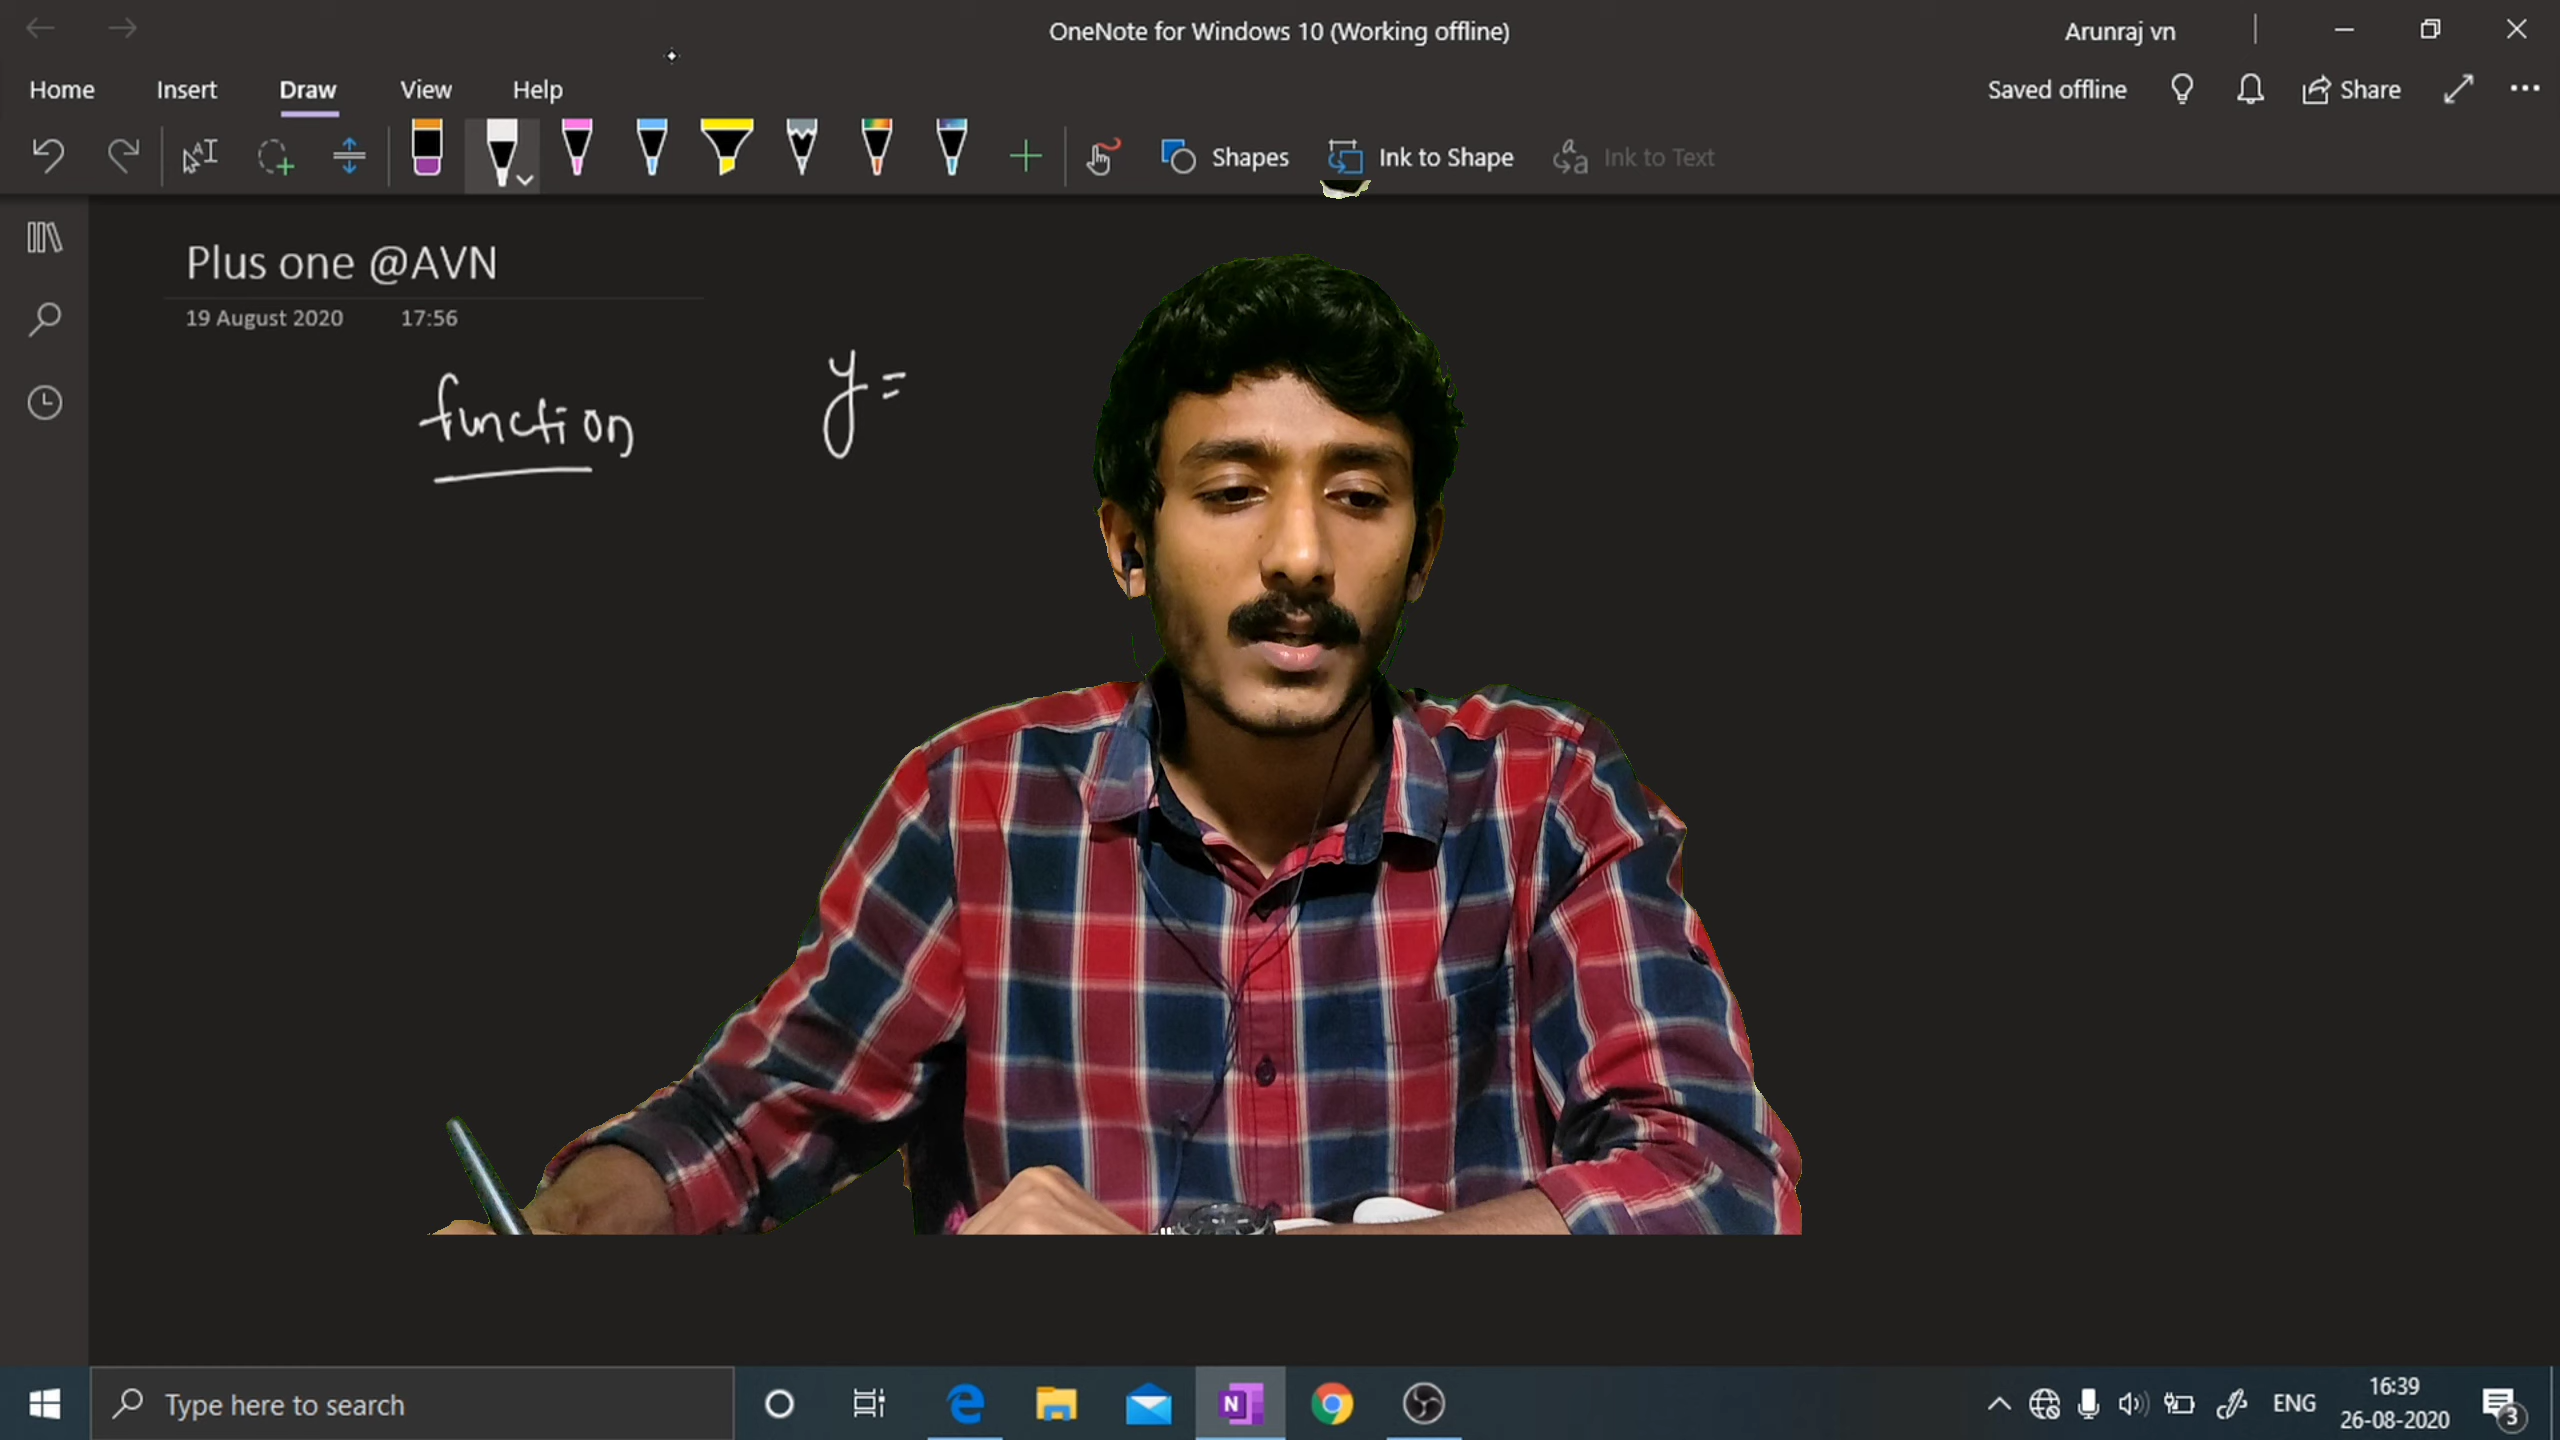 OneNote for Windows 10 (Working offline)
Arunraj vn
Home Insert Draw View Help
Saved offline
Share
Shapes
Ink to Shape
Ink to Text
Plus one @AVN
19 August 2020 17:56
function
y=
Type here to search
ENG
16:39
26-08-2020
3